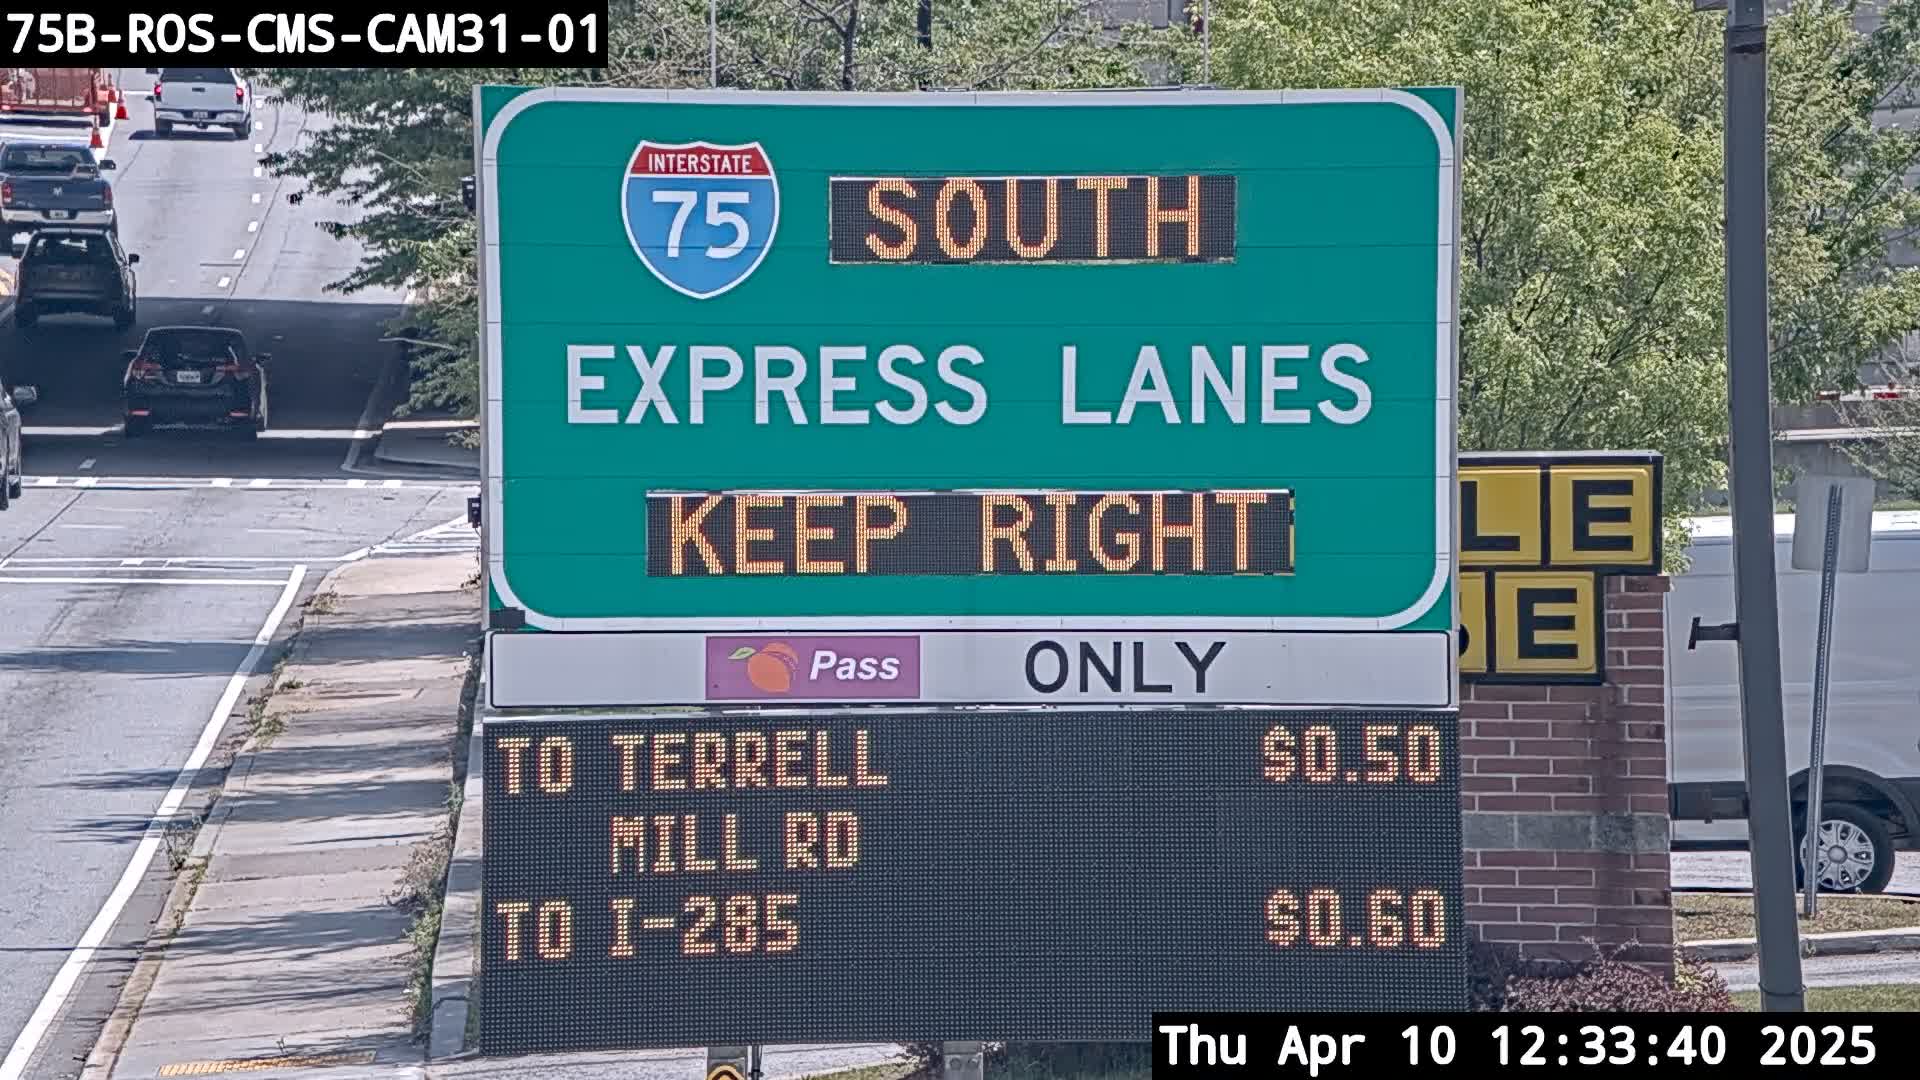 75B-ROS-CMS-CAM31-01
INTERSTATE
75
SOUTH
EXPRESS LANES
KEEP RIGHT
Pass ONLY
TO TERRELL $0.50
MILL RD
TO I-285 $0.60
LE
E
Thu Apr 10 12:33:40 2025